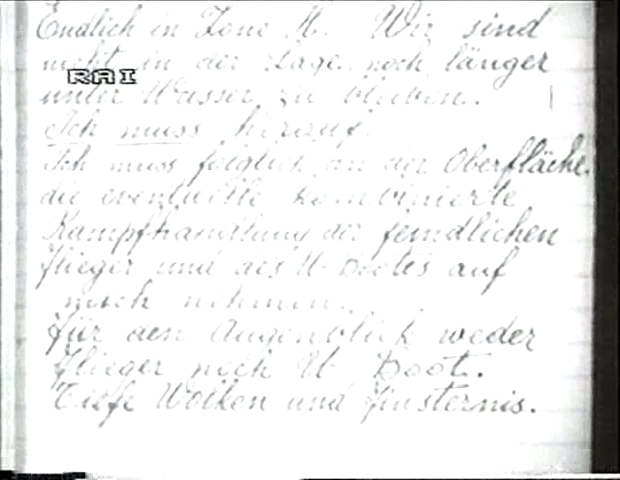 Endlich in Zone A. Wir sind
nicht in der Lage noch länger
RAI
unter Wasser zu bleiben.
Ich muss herauf.
Ich muss folglich an der Oberfläche
die eventuelle kombinierte
Kampfhandlung der feindlichen
Flieger und des U-Bootes auf
mich nehmen.
für den Augenblick weder
Flieger noch U Boot.
Tiefe Wolken und Finsternis.